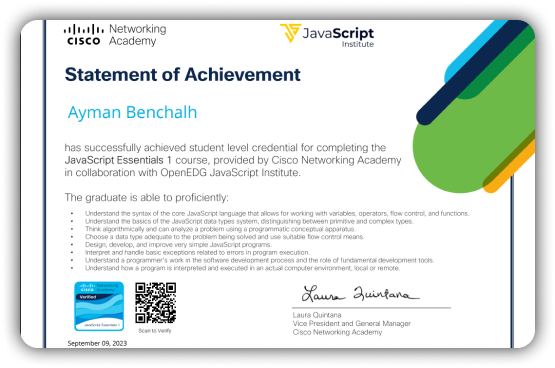 CISCO Networking Academy
JavaScript Institute
Statement of Achievement
Ayman Benchalh
has successfully achieved student level credential for completing the
JavaScript Essentials 1 course, provided by Cisco Networking Academy
in collaboration with OpenEDG JavaScript Institute.
The graduate is able to proficiently:
• Understand the syntax of the core JavaScript language that allows for working with variables, operators, flow control, and functions.
• Understand the basics of the JavaScript data types system, distinguishing between primitive and complex types.
• Think algorithmically and can analyze a problem using a programmatic conceptual apparatus.
• Choose a data type adequate to the problem being solved and use suitable flow control means.
• Design, develop, and improve very simple JavaScript programs.
• Interpret and handle basic exceptions related to errors in program execution.
• Understand a programmer's work in the software development process and the role of fundamental development tools.
• Understand how a program is interpreted and executed in an actual computer environment, local or remote.
CISCO Networking Academy
Verified
JavaScript Essentials 1
Scan to Verify
Laura Quintana
Laura Quintana
Vice President and General Manager
Cisco Networking Academy
September 09, 2023